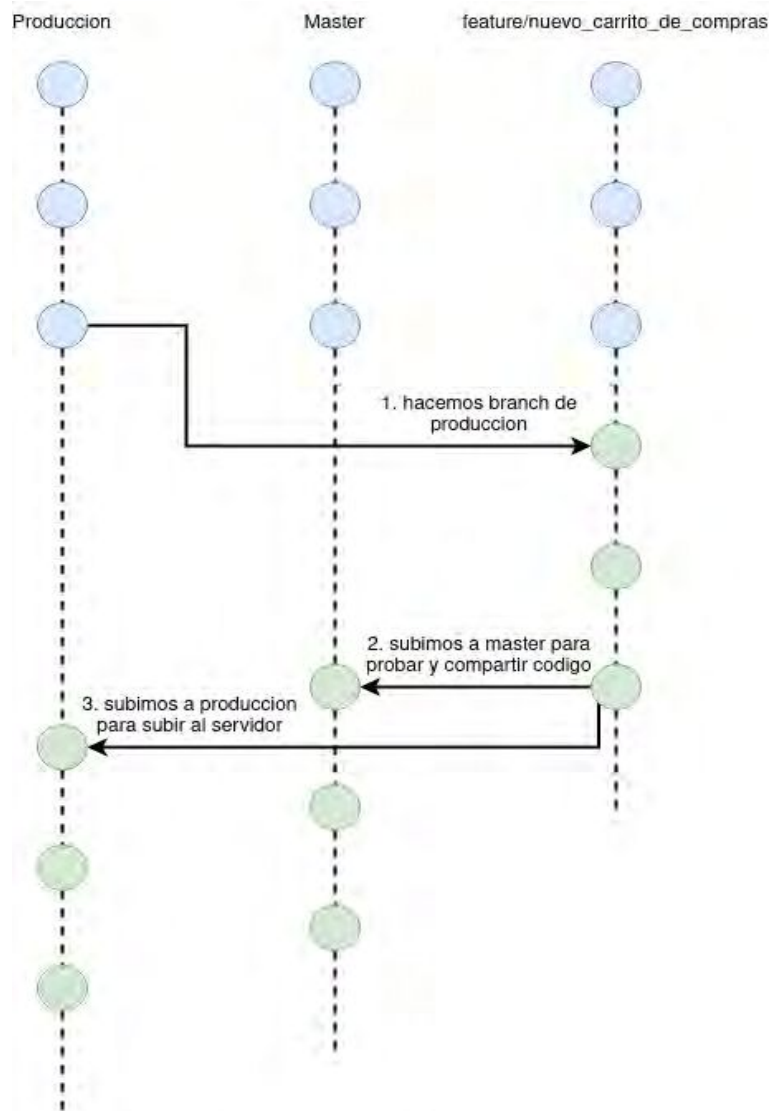 Produccion
Master
feature/nuevo_carrito_de_compras
1. hacemos branch de
produccion
2. subimos a master para
probar y compartir codigo
3. subimos a produccion
para subir al servidor